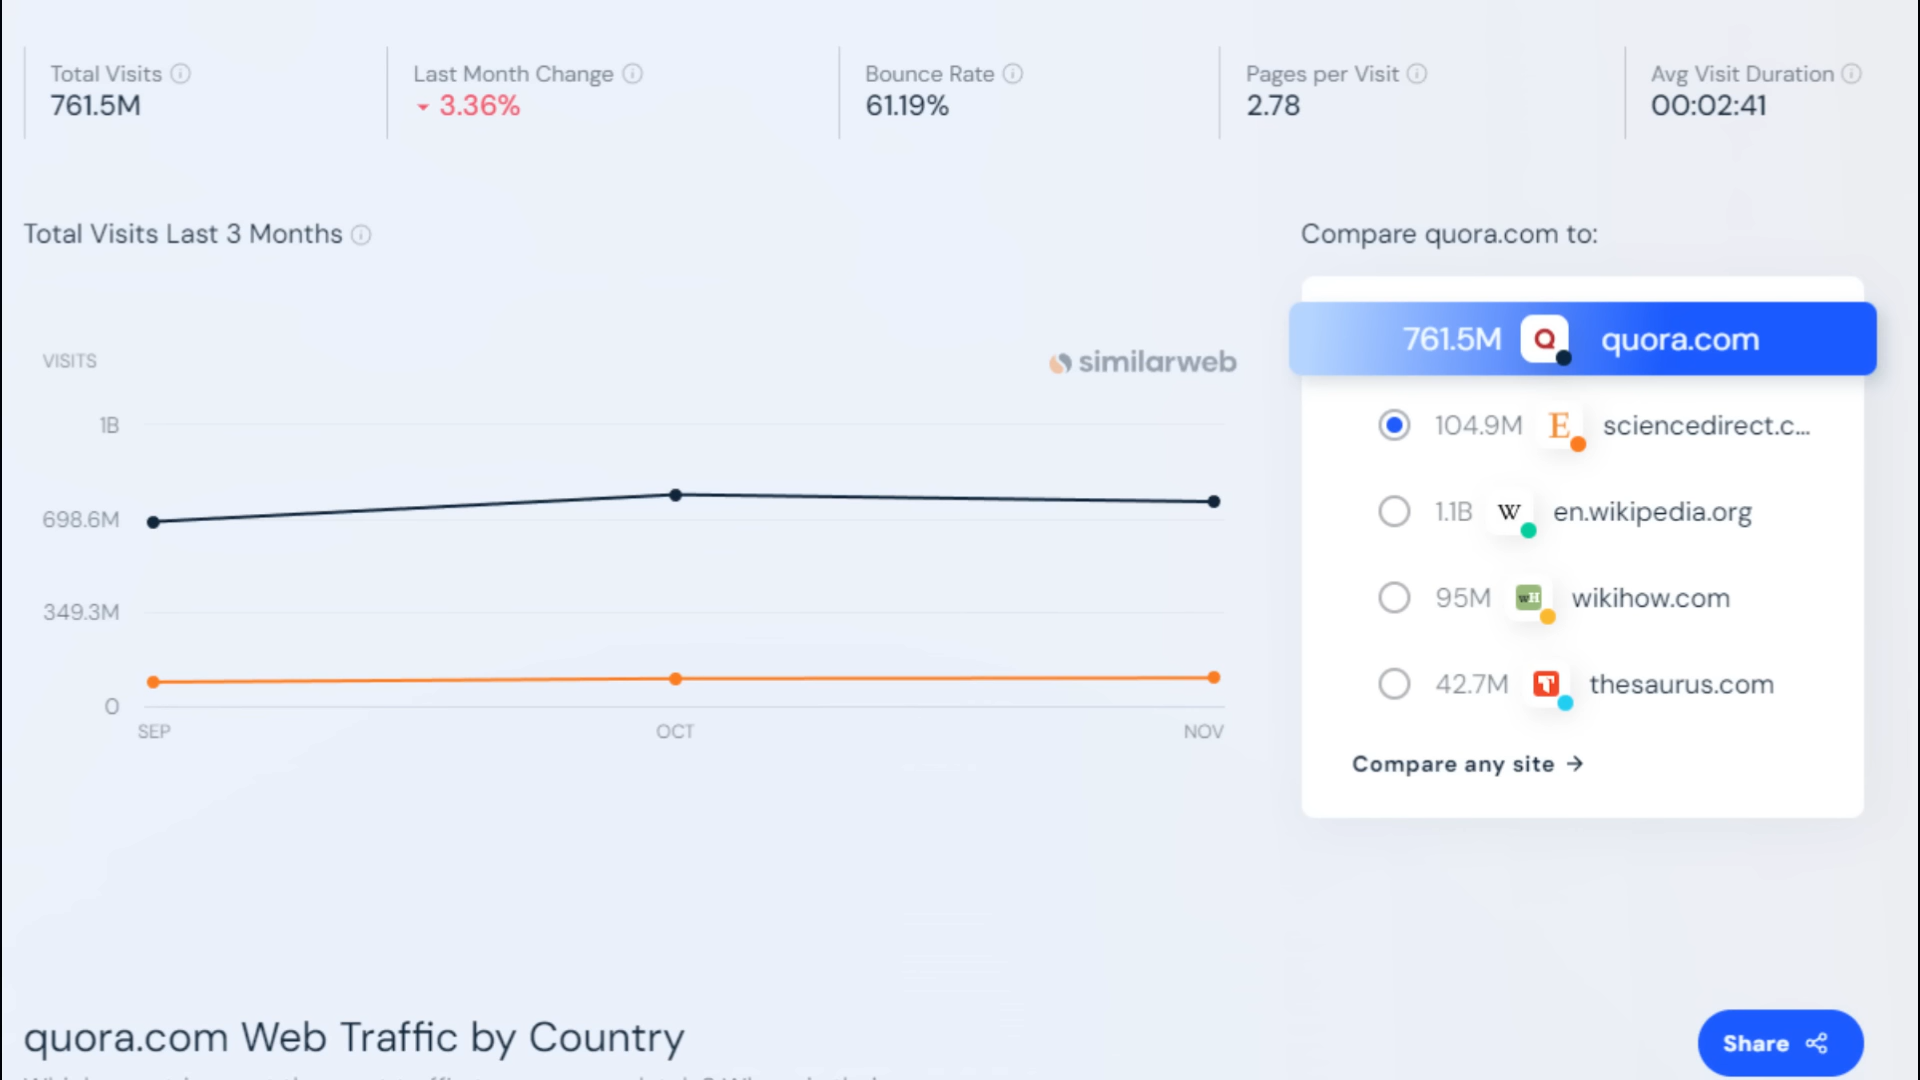 Total Visits
761.5M
Last Month Change
3.36%
Bounce Rate
61.19%
Pages per Visit
2.78
Avg Visit Duration
00:02:41
Total Visits Last 3 Months
VISITS
similarweb
1B
698.6M
349.3M
0
SEP
OCT
NOV
Compare quora.com to:
761.5M Q quora.com
104.9M E sciencedirect.c...
1.1B W en.wikipedia.org
95M wH wikihow.com
42.7M T thesaurus.com
Compare any site →
quora.com Web Traffic by Country
Share